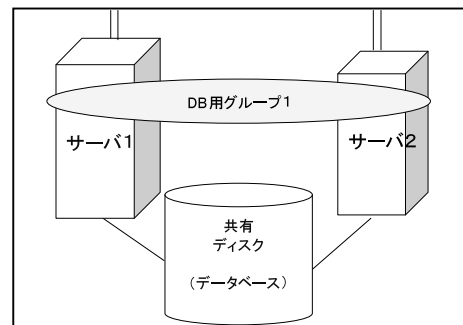 DB用グループ1
サーバ1
サーバ2
共有
ディスク
（データベース）